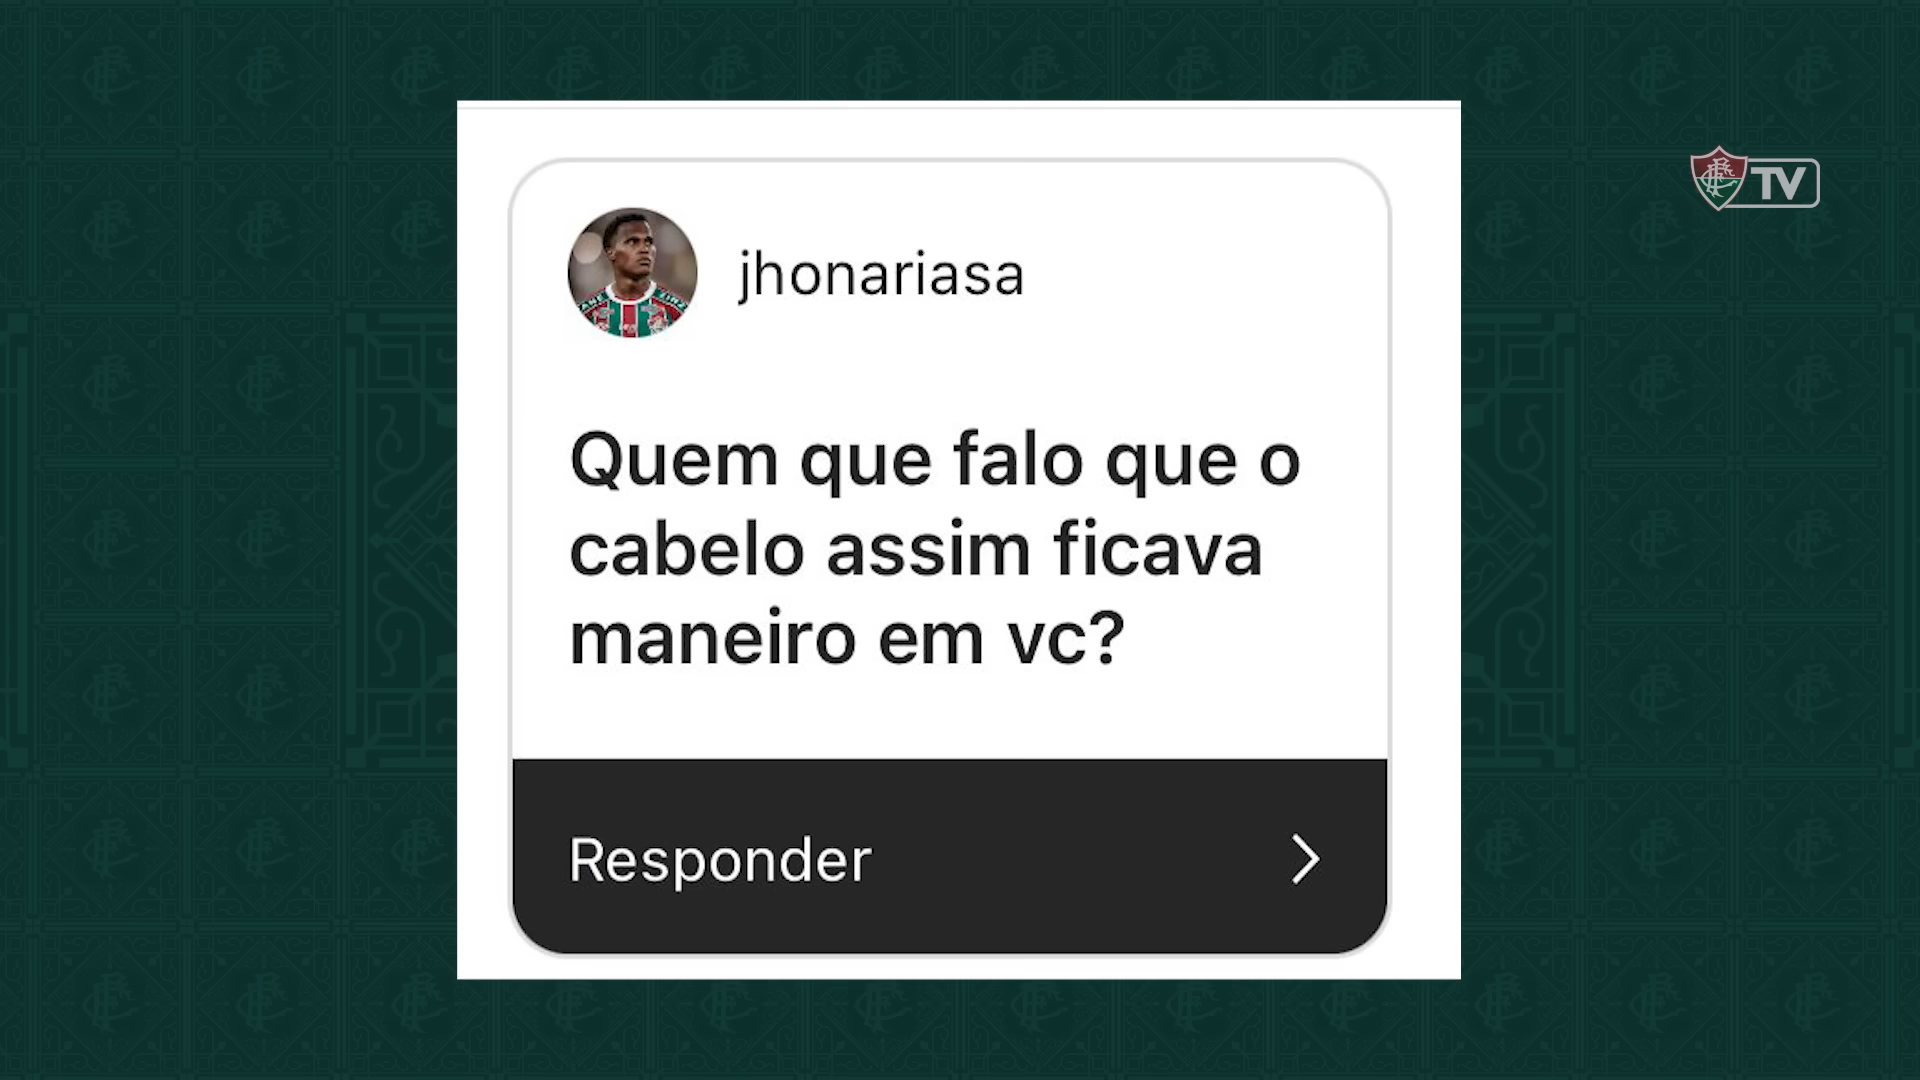 TV
jhonariasa
Quem que falo que o
cabelo assim ficava
maneiro em vc?
Responder